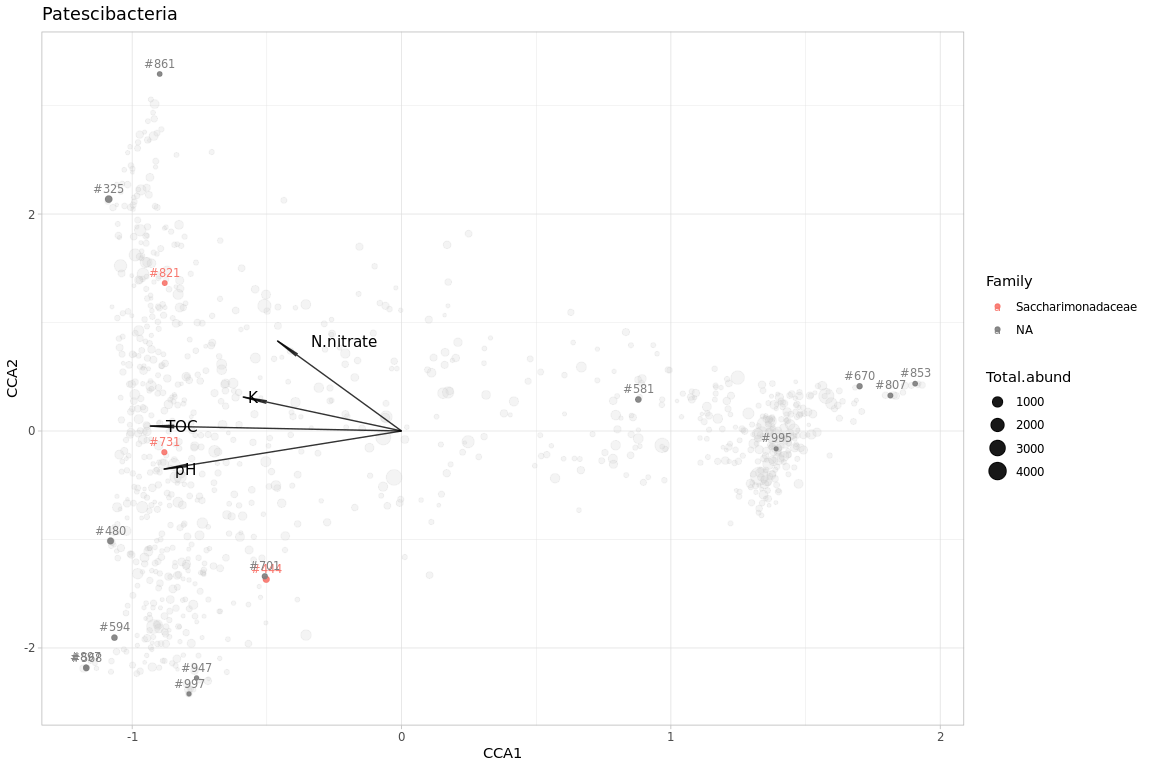 Patescibacteria
#861
#325
#821
N.nitrate
K
TOC
#731
pH
#480
#701
#594
#947
#997
#581
#670
#853
#807
#995
2
0
-2
-1
0
1
2
CCA2
CCA1
Family
Saccharimonadaceae
NA
Total.abund
1000
2000
3000
4000